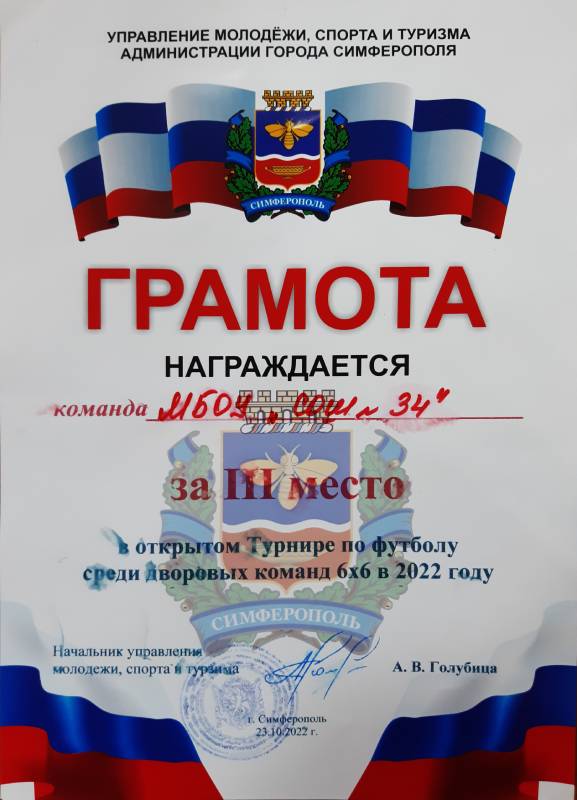 УПРАВЛЕНИЕ МОЛОДЁЖИ, СПОРТА И ТУРИЗМА
АДМИНИСТРАЦИИ ГОРОДА СИМФЕРОПОЛЯ
СИМФЕРОПОЛЬ
ГРАМОТА
НАГРАЖДАЕТСЯ
команда МБОУ „СОШ № 34"
за III место
в открытом Турнире по футболу
среди дворовых команд 6х6 в 2022 году
СИМФЕРОПОЛЬ
Начальник управления
молодежи, спорта и туризма А. В. Голубица
г. Симферополь
23.10.2022 г.